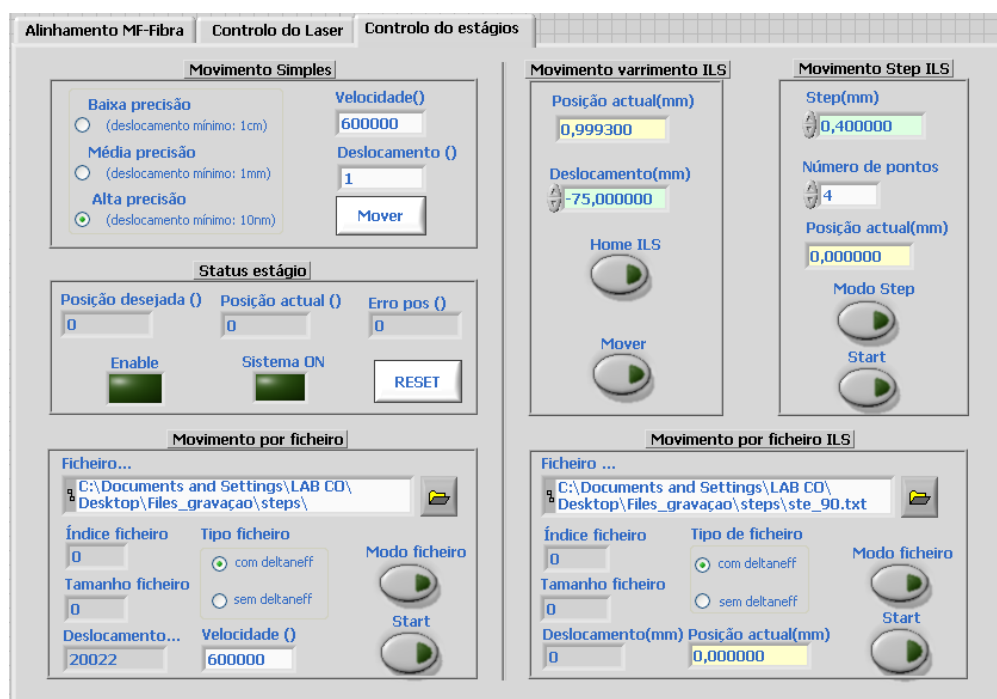 Alinhamento MF-Fibra
Controlo do Laser
Controlo do estágios
Movimento Simples
Baixa precisão
(deslocamento mínimo: 1cm)
Média precisão
(deslocamento mínimo: 1mm)
Alta precisão
(deslocamento mínimo: 10nm)
Velocidade()
600000
Deslocamento ()
1
Mover
Status estágio
Posição desejada ()
0
Posição actual ()
0
Erro pos ()
0
Enable
Sistema ON
RESET
Movimento por ficheiro
Ficheiro...
C:\Documents and Settings\LAB CO\
Desktop\Files_gravaçao\steps\
Índice ficheiro
0
Tamanho ficheiro
0
Deslocamento...
20022
Tipo ficheiro
com deltaneff
sem deltaneff
Velocidade ()
600000
Modo ficheiro
Start
Movimento varrimento ILS
Posição actual(mm)
0,999300
Deslocamento(mm)
-75,000000
Home ILS
Mover
Movimento Step ILS
Step(mm)
0,400000
Número de pontos
4
Posição actual(mm)
0,000000
Modo Step
Start
Movimento por ficheiro ILS
Ficheiro ...
C:\Documents and Settings\LAB CO\
Desktop\Files_gravaçao\steps\ste_90.txt
Índice ficheiro
0
Tamanho ficheiro
0
Deslocamento(mm)
0
Tipo de ficheiro
com deltaneff
sem deltaneff
Posição actual(mm)
0,000000
Modo ficheiro
Start